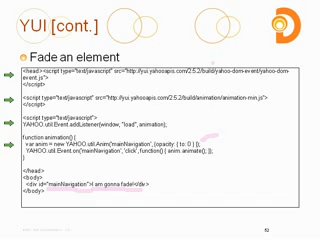 YUI [cont.]
Fade an element
<head><script type="text/javascript" src="http://yui.yahooapis.com/2.5.2/build/yahoo-dom-event/yahoo-dom-
event.js">
</script>
<script type="text/javascript" src="http://yui.yahooapis.com/2.5.2/build/animation/animation-min.js">
</script>
<script type="text/javascript">
YAHOO.util.Event.addListener(window, "load", animation);
function animation() {
var anim = new YAHOO.util.Anim('mainNavigation', {opacity: { to: 0 } });
YAHOO.util.Event.on('mainNavigation', 'click', function() { anim.animate(); });
}
</head>
<body>
<div id="mainNavigation">I am gonna fade!</div>
</body>
52